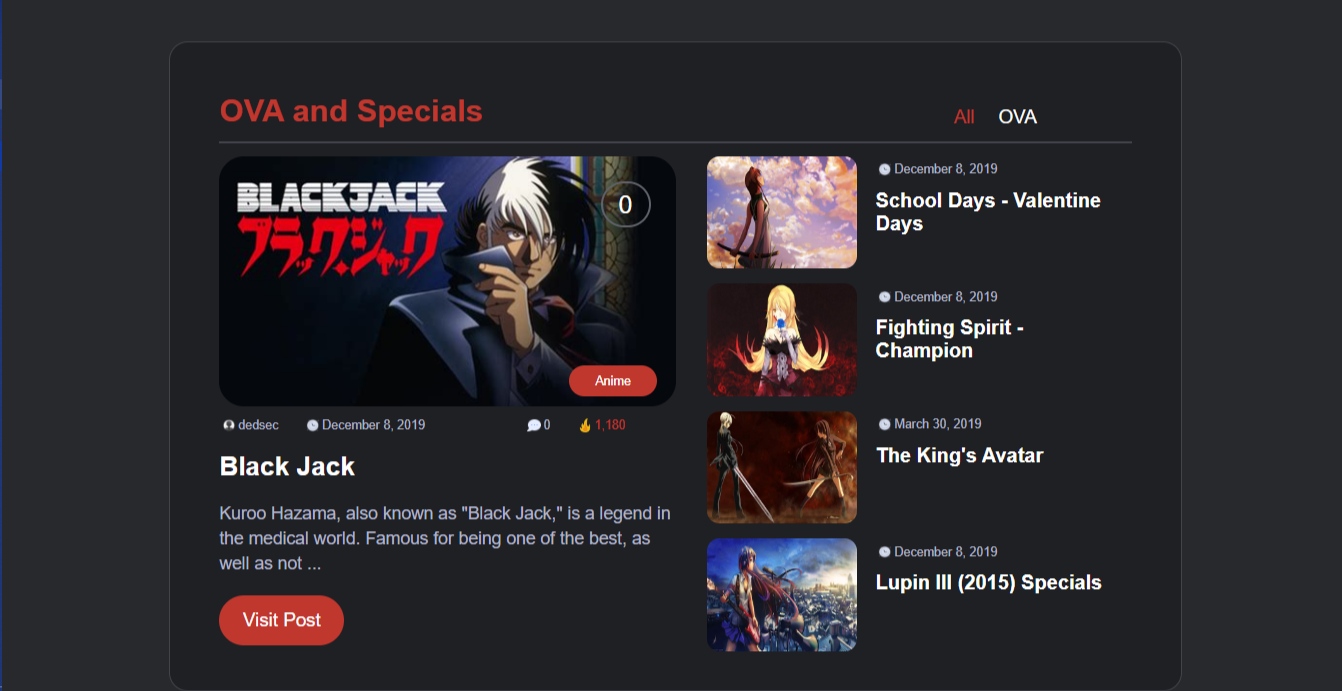 OVA and Specials
All OVA
BLACKJACK
ブラック・ジャック
0
Anime
dedsec December 8, 2019 0 1,180
Black Jack
Kuroo Hazama, also known as "Black Jack," is a legend in
the medical world. Famous for being one of the best, as
well as not ...
Visit Post
December 8, 2019
School Days - Valentine
Days
December 8, 2019
Fighting Spirit -
Champion
March 30, 2019
The King's Avatar
December 8, 2019
Lupin III (2015) Specials